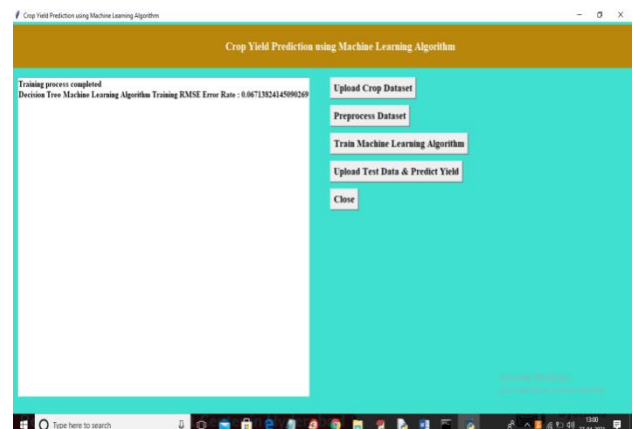 Crop Yield Prediction using Machine Learning Algorithm
Crop Yield Prediction using Machine Learning Algorithm
Training process completed
Decision Tree Machine Learning Algorithm Training RMSE Error Rate : 0.06713824145090269
Upload Crop Dataset
Preprocess Dataset
Train Machine Learning Algorithm
Upload Test Data & Predict Yield
Close
Type here to search
13:00